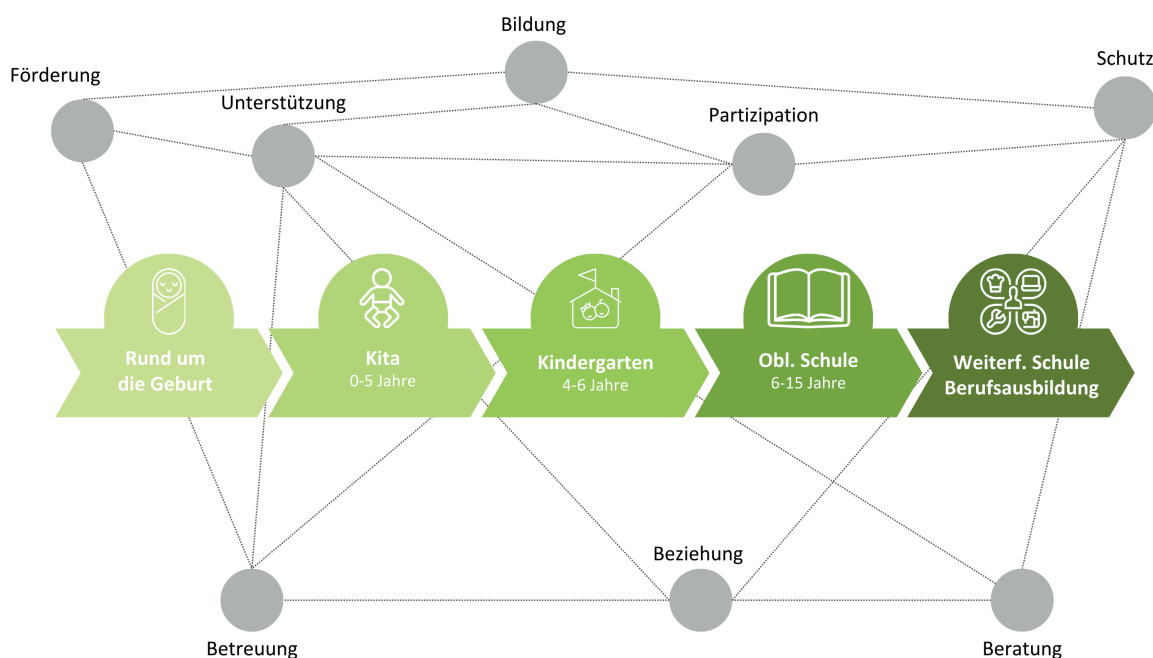 Bildung
Schutz
Förderung
Unterstützung
Partizipation
Rund um
die Geburt
Kita
0-5 Jahre
Kindergarten
4-6 Jahre
Obl. Schule
6-15 Jahre
Weiterf. Schule
Berufsausbildung
Beziehung
Betreuung
Beratung